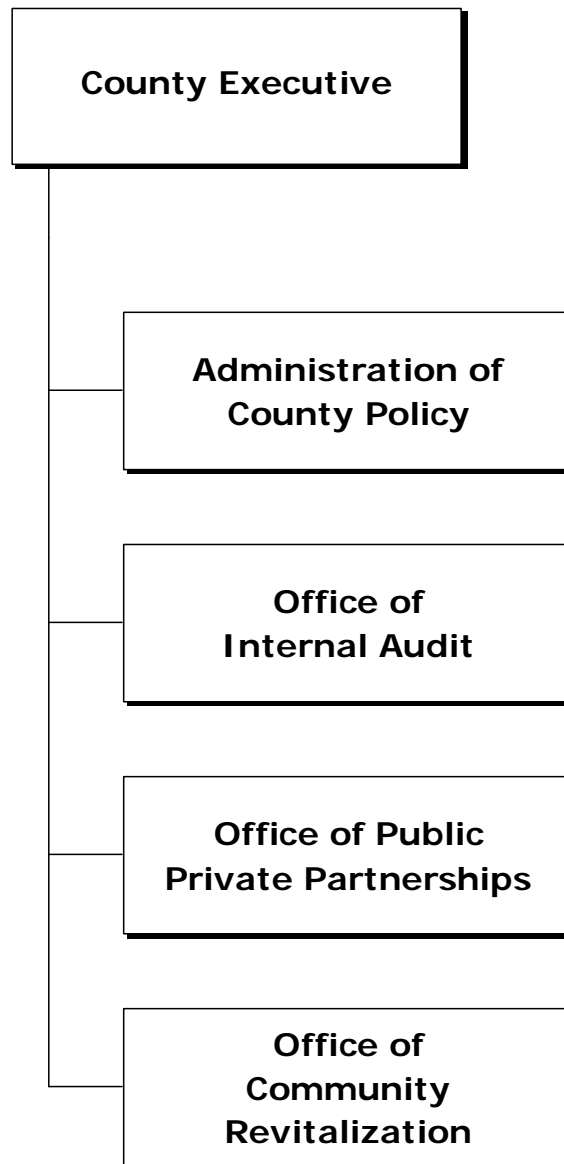 County Executive
Administration of
County Policy
Office of
Internal Audit
Office of Public
Private Partnerships
Office of
Community
Revitalization